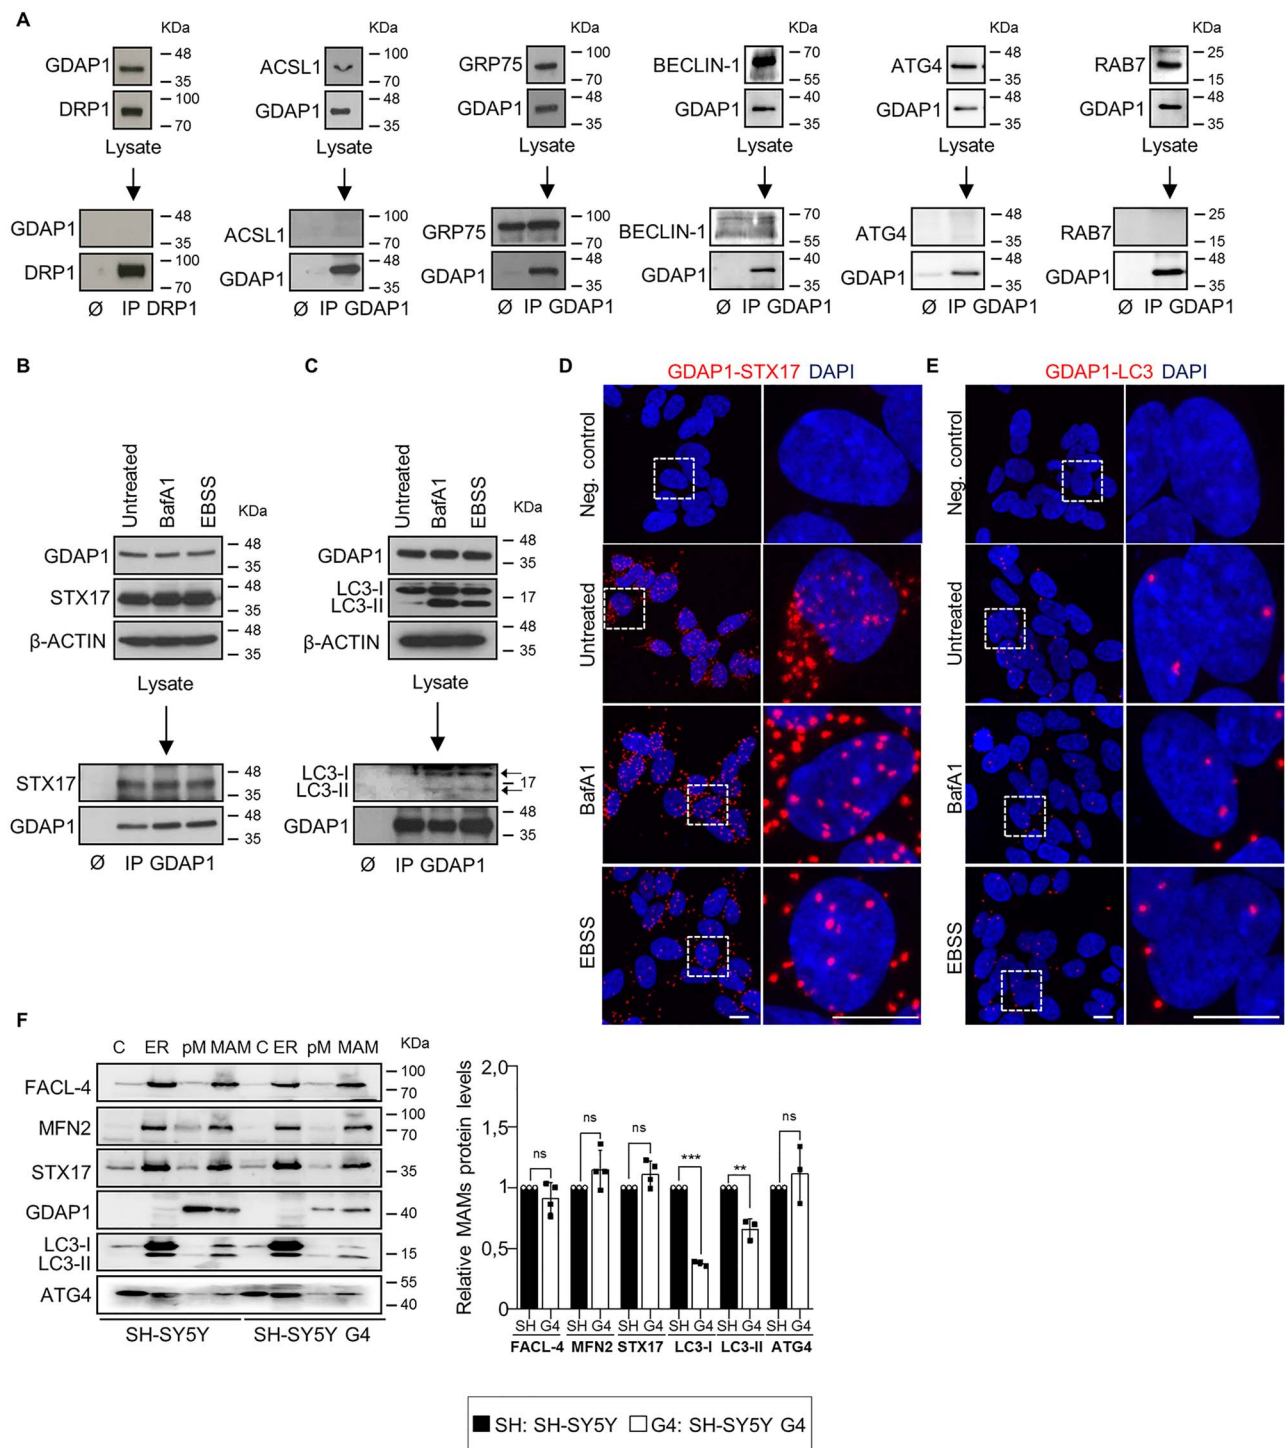 A
KDa KDa KDa KDa KDa KDa
GDAP1 – 48 – 35
DRP1 – 100 – 70
Lysate
GDAP1 – 48 – 35
DRP1 – 100 – 70
Ø IP DRP1
ACSL1 – 100 – 70
GDAP1 – 48 – 35
Lysate
ACSL1 – 100 – 70
GDAP1 – 48 – 35
Ø IP GDAP1
GRP75 – 100 – 70
GDAP1 – 48 – 35
Lysate
GRP75 – 100 – 70
GDAP1 – 48 – 35
Ø IP GDAP1
BECLIN-1 – 70 – 55
GDAP1 – 40 – 35
Lysate
BECLIN-1 – 70 – 55
GDAP1 – 40 – 35
Ø IP GDAP1
ATG4 – 48 – 35
GDAP1 – 48 – 35
Lysate
ATG4 – 48 – 35
GDAP1 – 48 – 35
Ø IP GDAP1
RAB7 – 25 – 15
GDAP1 – 48 – 35
Lysate
RAB7 – 25 – 15
GDAP1 – 48 – 35
Ø IP GDAP1
B
Untreated BafA1 EBSS KDa
GDAP1 – 48 – 35
STX17 – 48 – 35
β-ACTIN – 48 – 35
Lysate
STX17 – 48 – 35
GDAP1 – 48 – 35
Ø IP GDAP1
C
Untreated BafA1 EBSS KDa
GDAP1 – 48 – 35
LC3-I
LC3-II – 17
β-ACTIN – 48 – 35
Lysate
LC3-I
LC3-II 17
GDAP1 – 48 – 35
Ø IP GDAP1
D
GDAP1-STX17 DAPI
Neg. control
Untreated
BafA1
EBSS
E
GDAP1-LC3 DAPI
Neg. control
Untreated
BafA1
EBSS
F
C ER pM MAM C ER pM MAM KDa
FACL-4 – 100 – 70
MFN2 – 100 – 70
STX17 – 35
GDAP1 – 40
LC3-I
LC3-II – 15
ATG4 – 55 – 40
SH-SY5Y SH-SY5Y G4
Relative MAMs protein levels
2,0
1,5
1
0,5
0
ns ns ns *** ** ns
SH G4 SH G4 SH G4 SH G4 SH G4 SH G4
FACL-4 MFN2 STX17 LC3-I LC3-II ATG4
SH: SH-SY5Y G4: SH-SY5Y G4